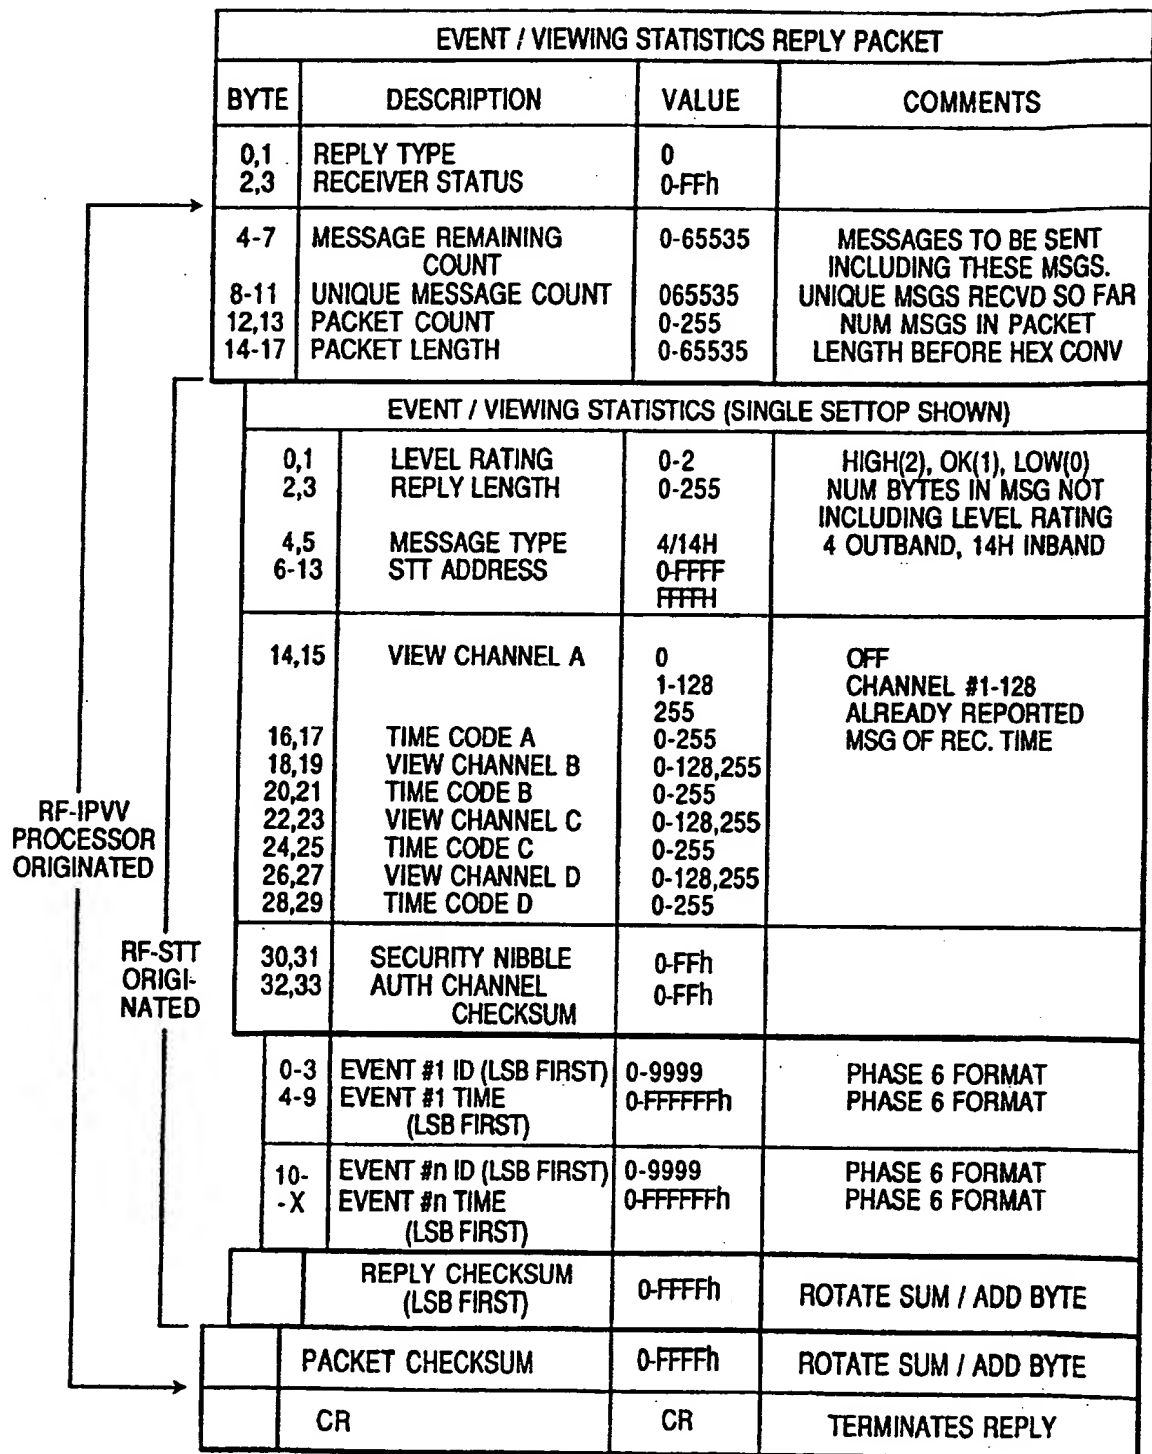 EVENT / VIEWING STATISTICS REPLY PACKET
BYTE DESCRIPTION VALUE COMMENTS
0,1 REPLY TYPE 0
2,3 RECEIVER STATUS 0-FFh
4-7 MESSAGE REMAINING 0-65535 MESSAGES TO BE SENT
COUNT INCLUDING THESE MSGS.
8-11 UNIQUE MESSAGE COUNT 065535 UNIQUE MSGS RECVD SO FAR
12,13 PACKET COUNT 0-255 NUM MSGS IN PACKET
14-17 PACKET LENGTH 0-65535 LENGTH BEFORE HEX CONV
EVENT / VIEWING STATISTICS (SINGLE SETTOP SHOWN)
0,1 LEVEL RATING 0-2 HIGH(2), OK(1), LOW(0)
2,3 REPLY LENGTH 0-255 NUM BYTES IN MSG NOT
INCLUDING LEVEL RATING
4,5 MESSAGE TYPE 4/14H 4 OUTBAND, 14H INBAND
6-13 STT ADDRESS 0-FFFF
FFFFH
14,15 VIEW CHANNEL A 0 OFF
1-128 CHANNEL #1-128
255 ALREADY REPORTED
16,17 TIME CODE A 0-255 MSG OF REC. TIME
18,19 VIEW CHANNEL B 0-128,255
20,21 TIME CODE B 0-255
22,23 VIEW CHANNEL C 0-128,255
24,25 TIME CODE C 0-255
26,27 VIEW CHANNEL D 0-128,255
28,29 TIME CODE D 0-255
RF-IPVV
PROCESSOR
ORIGINATED
30,31 SECURITY NIBBLE 0-FFh
32,33 AUTH CHANNEL 0-FFh
CHECKSUM
RF-STT
ORIGI-
NATED
0-3 EVENT #1 ID (LSB FIRST) 0-9999 PHASE 6 FORMAT
4-9 EVENT #1 TIME 0-FFFFFFh PHASE 6 FORMAT
(LSB FIRST)
10- EVENT #n ID (LSB FIRST) 0-9999 PHASE 6 FORMAT
- X EVENT #n TIME 0-FFFFFFh PHASE 6 FORMAT
(LSB FIRST)
REPLY CHECKSUM 0-FFFFh ROTATE SUM / ADD BYTE
(LSB FIRST)
PACKET CHECKSUM 0-FFFFh ROTATE SUM / ADD BYTE
CR CR TERMINATES REPLY